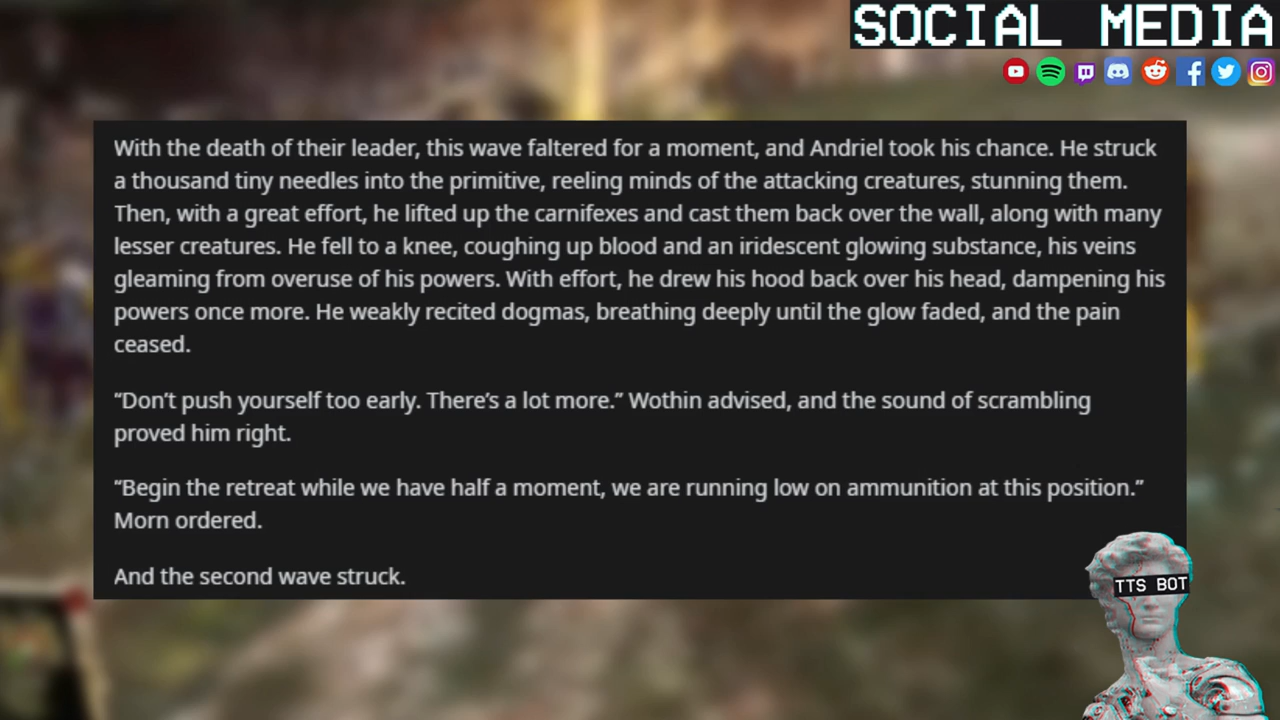 SOCIAL MEDIA
With the death of their leader, this wave faltered for a moment, and Andriel took his chance. He struck
a thousand tiny needles into the primitive, reeling minds of the attacking creatures, stunning them.
Then, with a great effort, he lifted up the carnifexes and cast them back over the wall, along with many
lesser creatures. He fell to a knee, coughing up blood and an iridescent glowing substance, his veins
gleaming from overuse of his powers. With effort, he drew his hood back over his head, dampening his
powers once more. He weakly recited dogmas, breathing deeply until the glow faded, and the pain
ceased.
“Don’t push yourself too early. There’s a lot more.” Wothin advised, and the sound of scrambling
proved him right.
“Begin the retreat while we have half a moment, we are running low on ammunition at this position.”
Morn ordered.
And the second wave struck.
TTS BOT